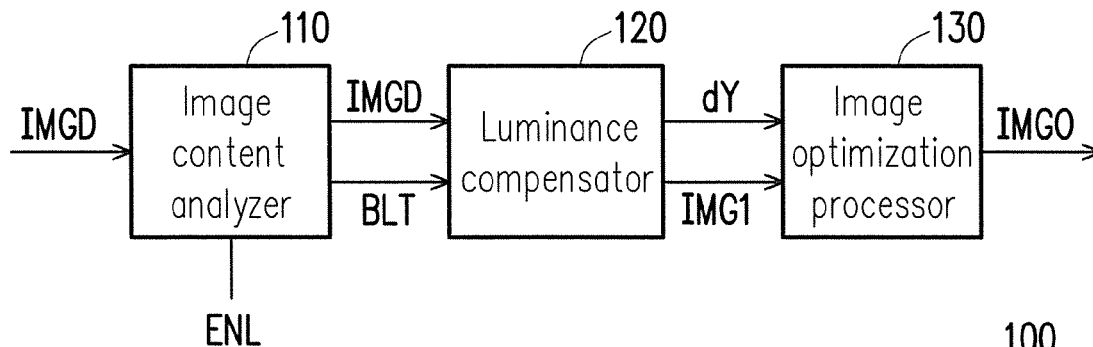 110
120
130
IMGD
Image
content
analyzer
IMGD
BLT
Luminance
compensator
dY
IMG1
Image
optimization
processor
IMGO
ENL
100